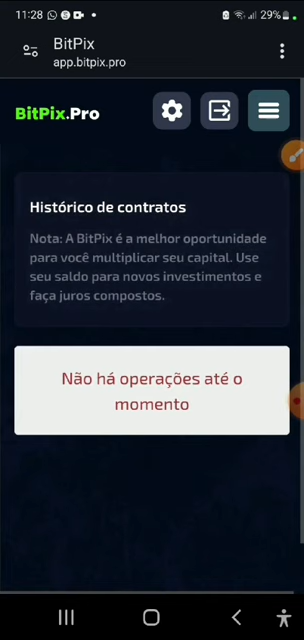 11:28
29%
BitPix
app.bitpix.pro
BitPix.Pro
Histórico de contratos
Nota: A BitPix é a melhor oportunidade
para você multiplicar seu capital. Use
seu saldo para novos investimentos e
faça juros compostos.
Não há operações até o
momento